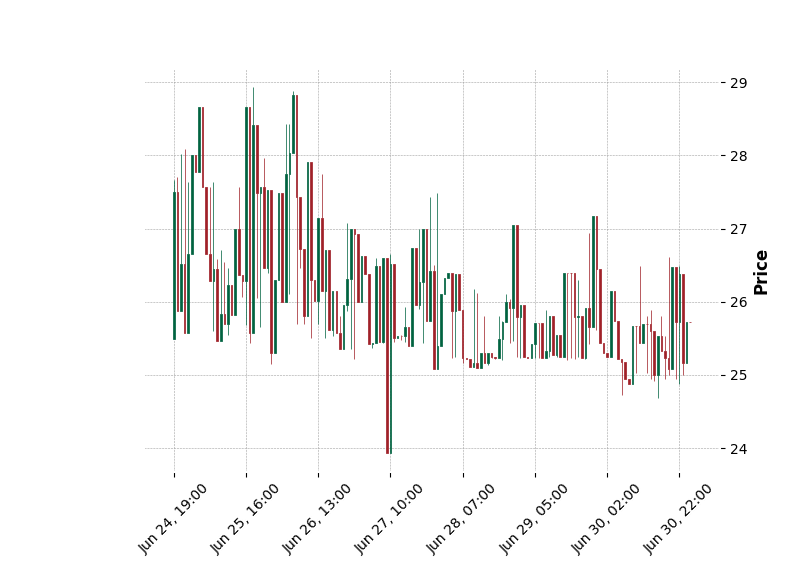 29
28
27
26
25
24
Price
Jun 24, 19:00
Jun 25, 16:00
Jun 26, 13:00
Jun 27, 10:00
Jun 28, 07:00
Jun 29, 05:00
Jun 30, 02:00
Jun 30, 22:00